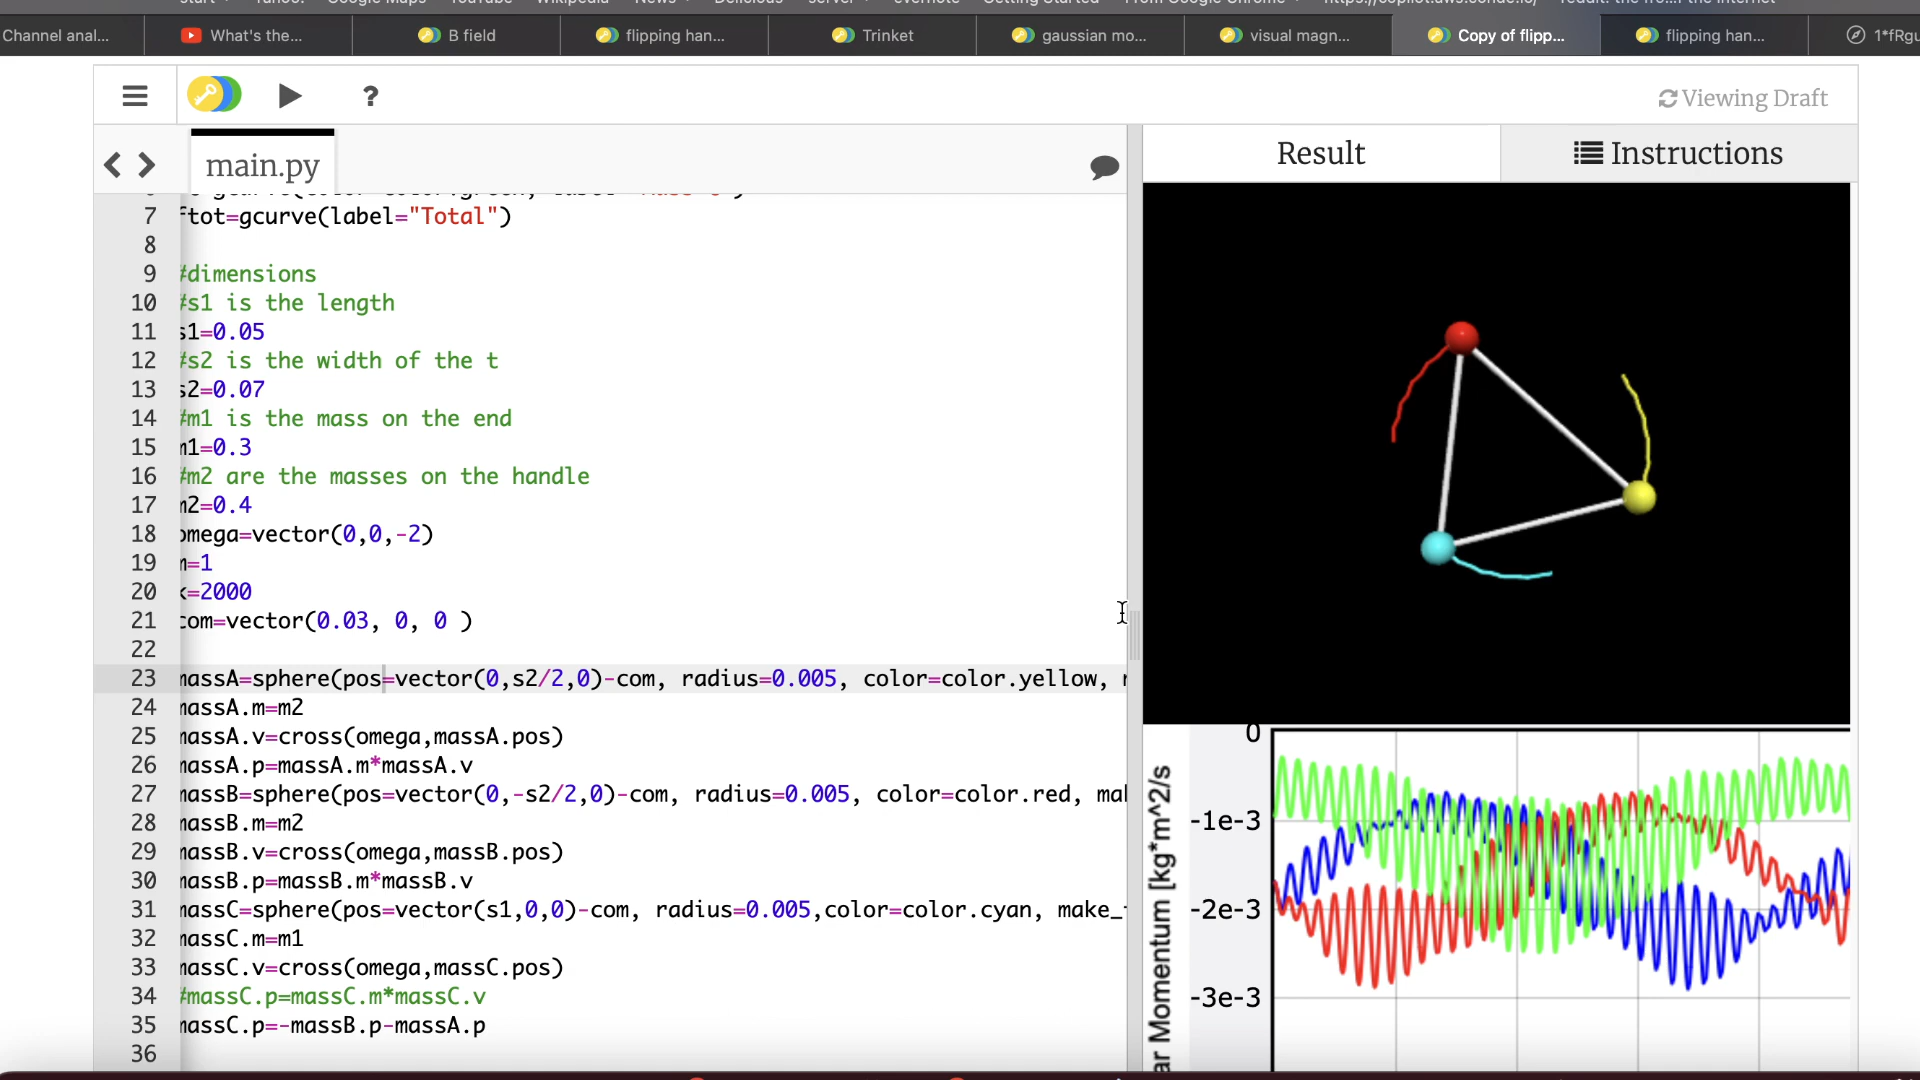 Channel anal...
What's the...
B field
flipping han...
Trinket
gaussian mo...
visual magn...
Copy of flipp...
flipping han...
1*fRgu
?
Viewing Draft
main.py
Result
Instructions
7 ftot=gcurve(label="Total")
8
9 #dimensions
10 #s1 is the length
11 s1=0.05
12 #s2 is the width of the t
13 s2=0.07
14 #m1 is the mass on the end
15 m1=0.3
16 #m2 are the masses on the handle
17 m2=0.4
18 omega=vector(0,0,-2)
19 m=1
20 k=2000
21 com=vector(0.03, 0, 0 )
22
23 massA=sphere(pos=vector(0,s2/2,0)-com, radius=0.005, color=color.yellow,
24 massA.m=m2
25 massA.v=cross(omega,massA.pos)
26 massA.p=massA.m*massA.v
27 massB=sphere(pos=vector(0,-s2/2,0)-com, radius=0.005, color=color.red, mal
28 massB.m=m2
29 massB.v=cross(omega,massB.pos)
30 massB.p=massB.m*massB.v
31 massC=sphere(pos=vector(s1,0,0)-com, radius=0.005,color=color.cyan, make_
32 massC.m=m1
33 massC.v=cross(omega,massC.pos)
34 #massC.p=massC.m*massC.v
35 massC.p=-massB.p-massA.p
36
0
-1e-3
-2e-3
-3e-3
ar Momentum [kg*m^2/s